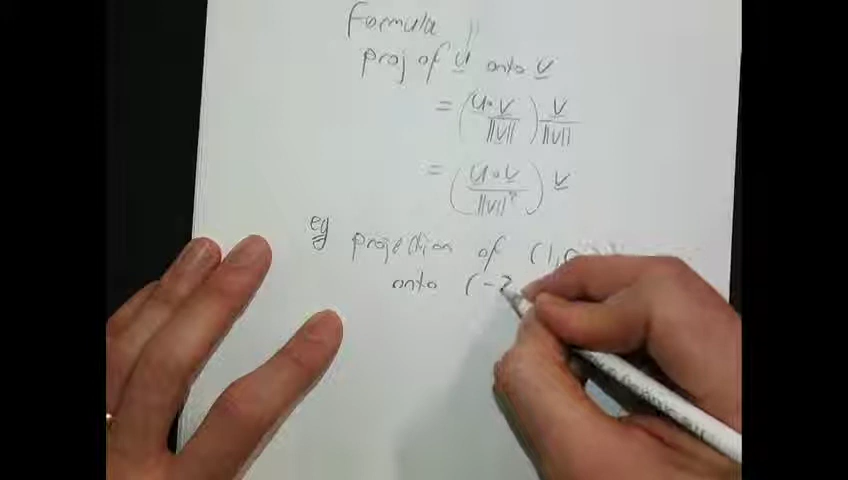 Formula
proj of u onto v
= (u•v / ||v||) v / ||v||
= (u•v / ||v||²) v
eg projection of (1,
onto (-2